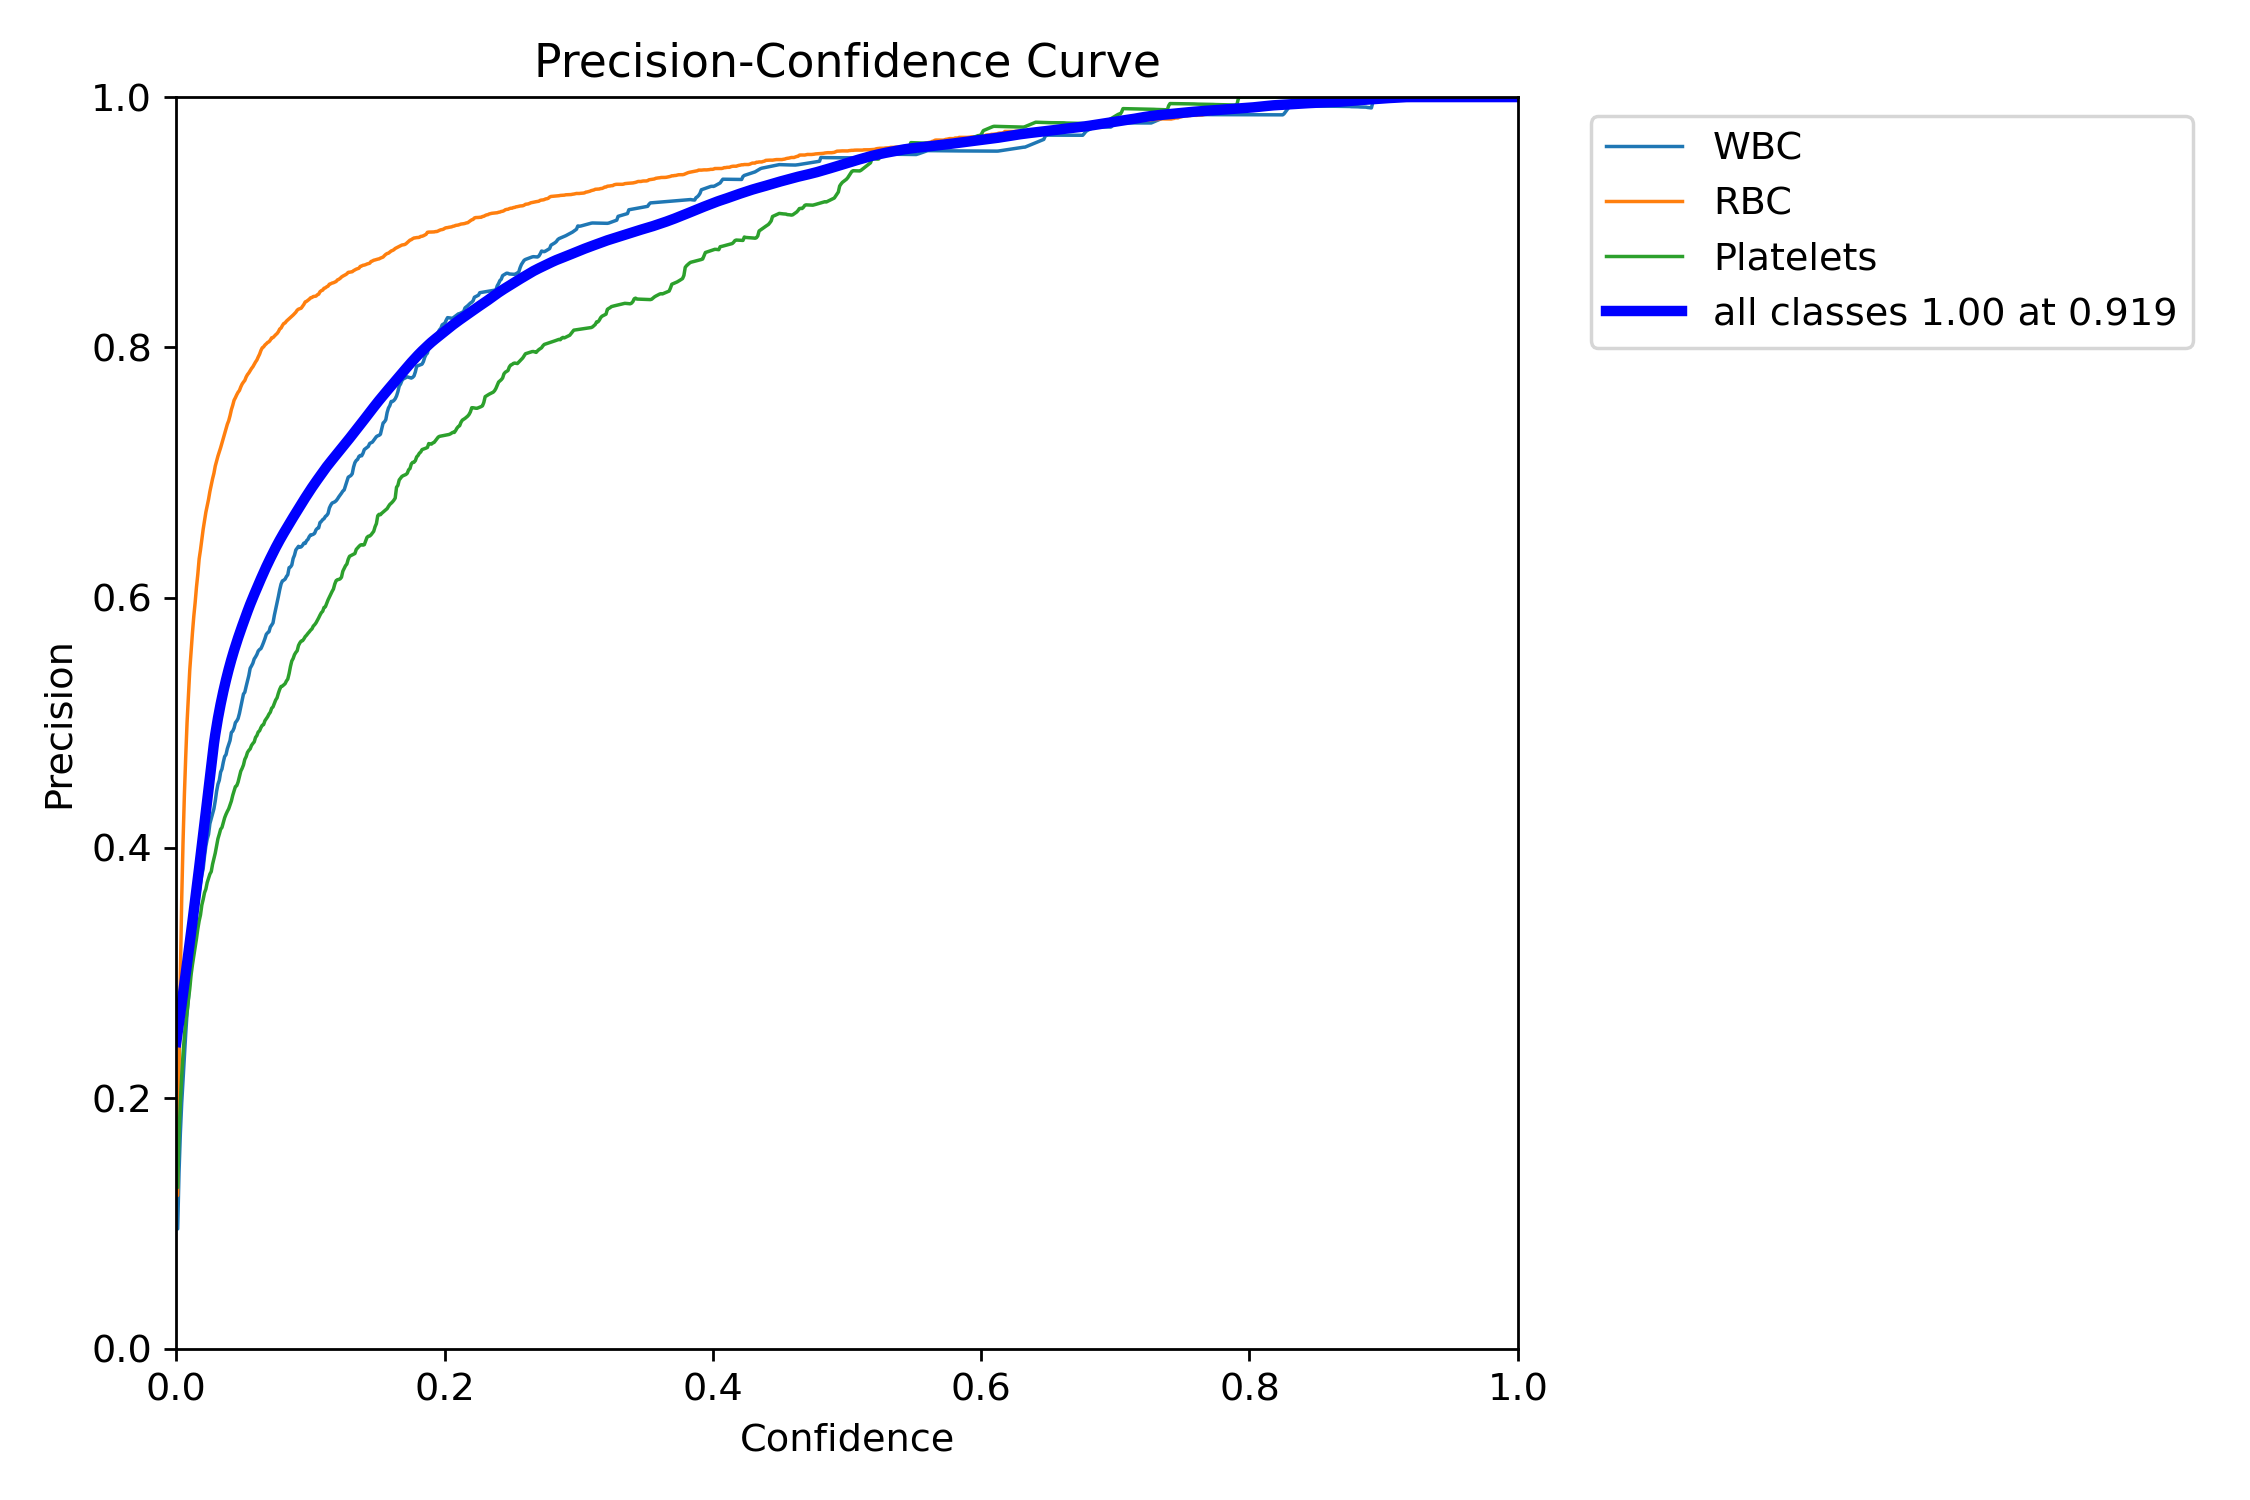 Precision-Confidence Curve
1.0
0.8
0.6
0.4
0.2
0.0
Precision
0.0 0.2 0.4 0.6 0.8 1.0
Confidence
WBC
RBC
Platelets
all classes 1.00 at 0.919